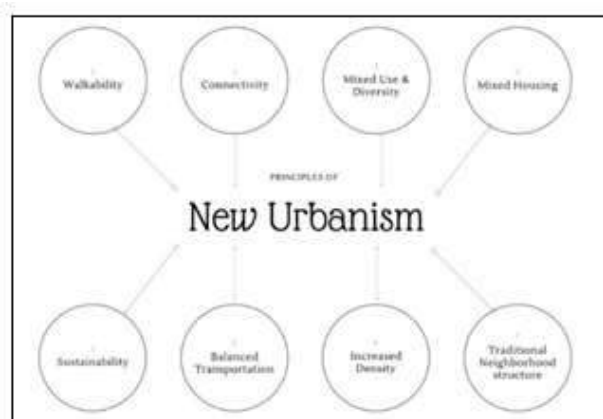 Walkability
Connectivity
Mixed Use &
Diversity
Mixed Housing
PRINCIPLES OF
New Urbanism
Sustainability
Balanced
Transportation
Increased
Density
Traditional
Neighborhood
structure